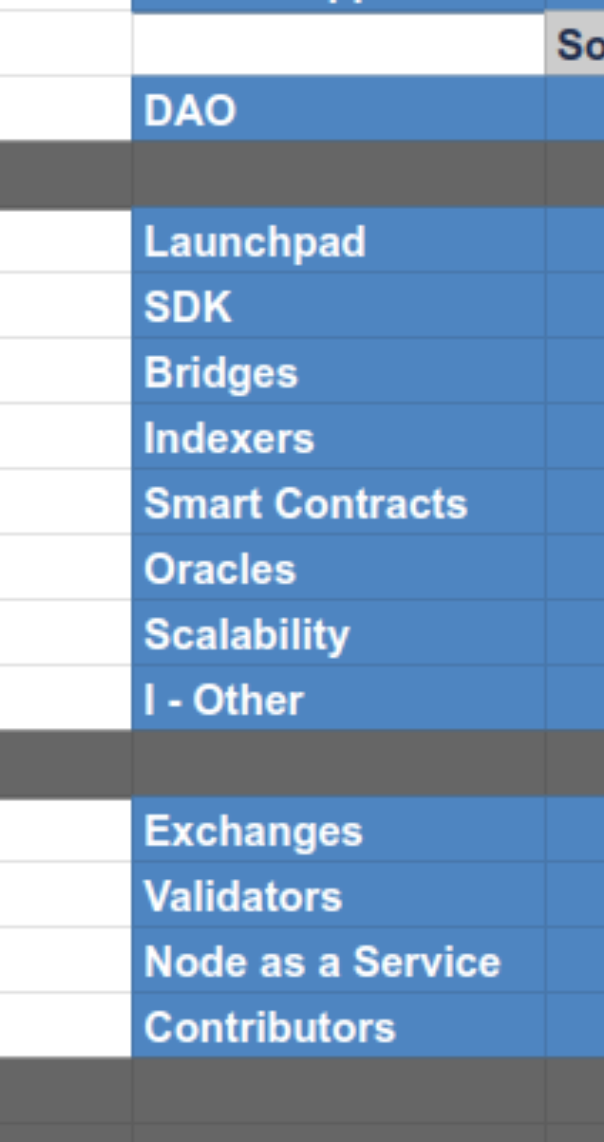 So
DAO
Launchpad
SDK
Bridges
Indexers
Smart Contracts
Oracles
Scalability
I - Other
Exchanges
Validators
Node as a Service
Contributors